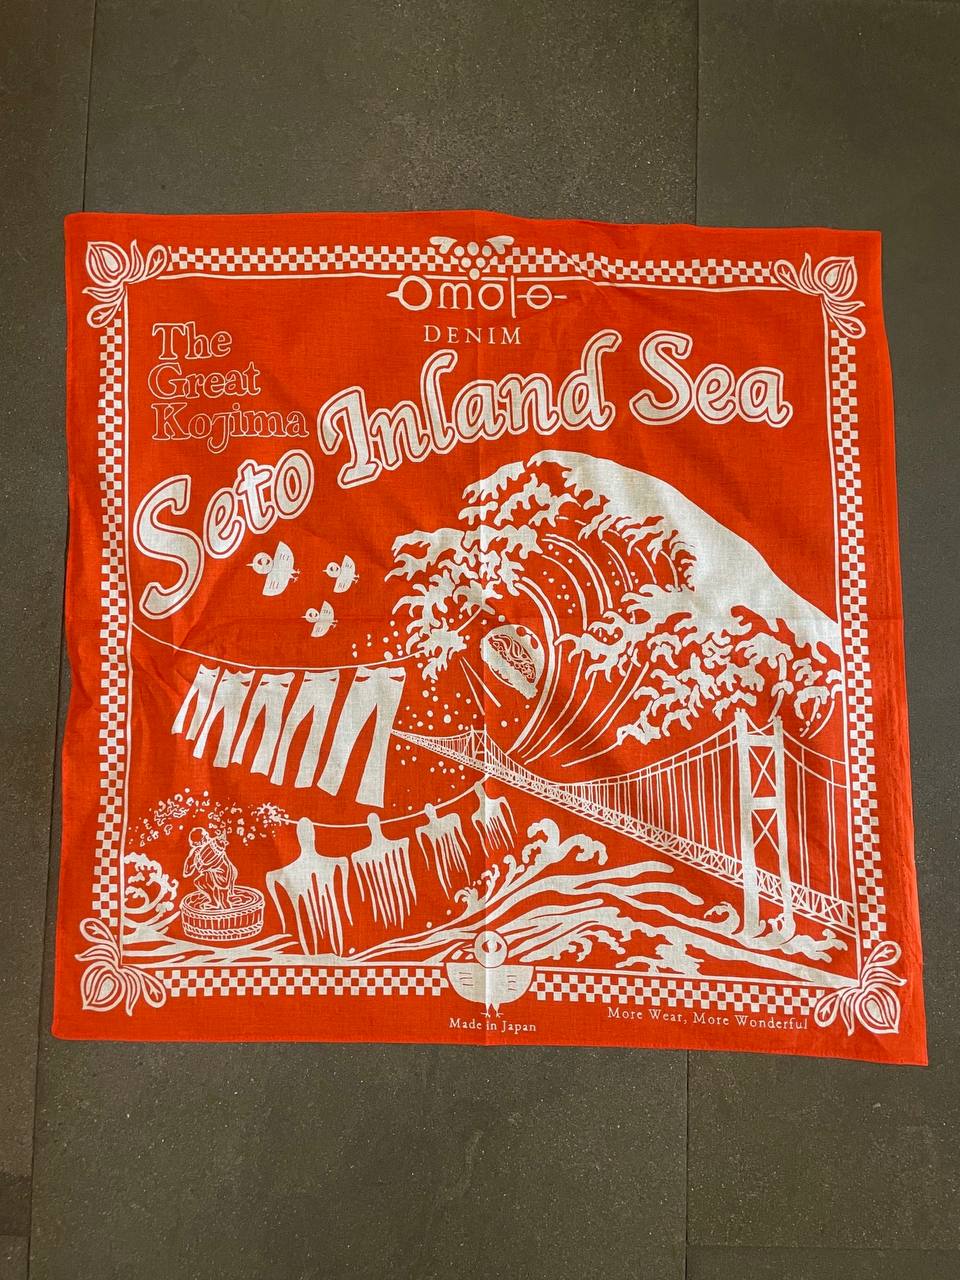 Omoto
DENIM
The
Great
Kojima
Seto Inland Sea
Made in Japan
More Wear, More Wonderful